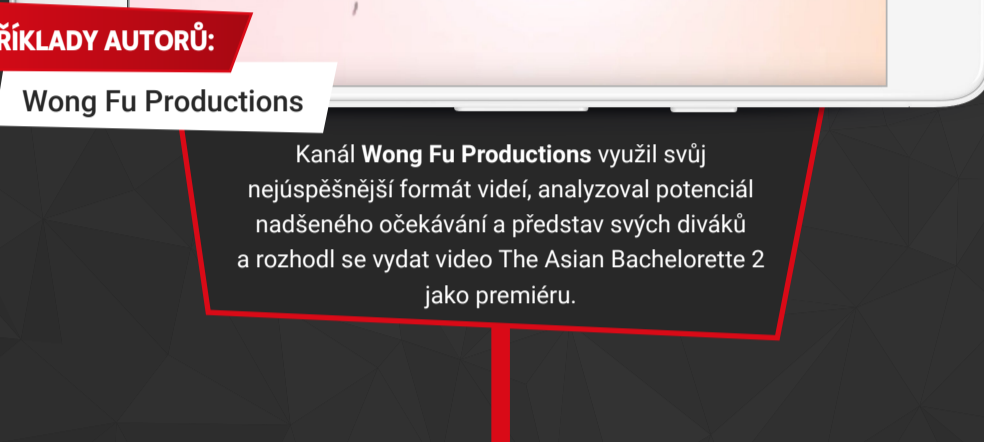 ŘÍKLADY AUTORŮ:
Wong Fu Productions
Kanál Wong Fu Productions využil svůj
nejúspěšnější formát videí, analyzoval potenciál
nadšeného očekávání a představ svých diváků
a rozhodl se vydat video The Asian Bachelorette 2
jako premiéru.